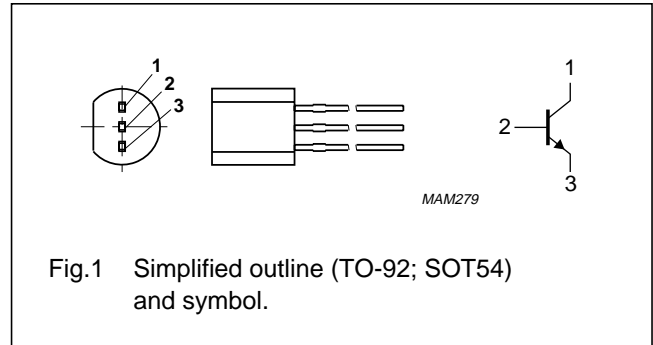 1
2
3
1
2
3
MAM279
Fig.1 Simplified outline (TO-92; SOT54)
and symbol.